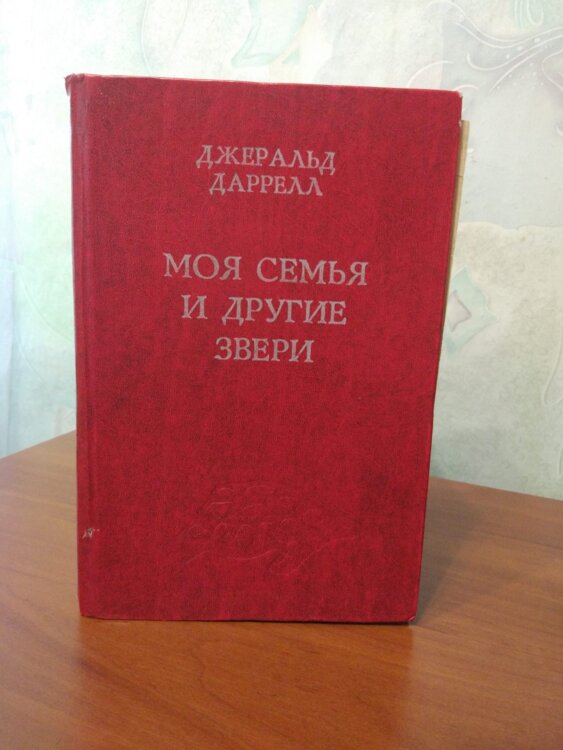 ДЖЕРАЛЬД
ДАРРЕЛЛ
МОЯ СЕМЬЯ
И ДРУГИЕ
ЗВЕРИ